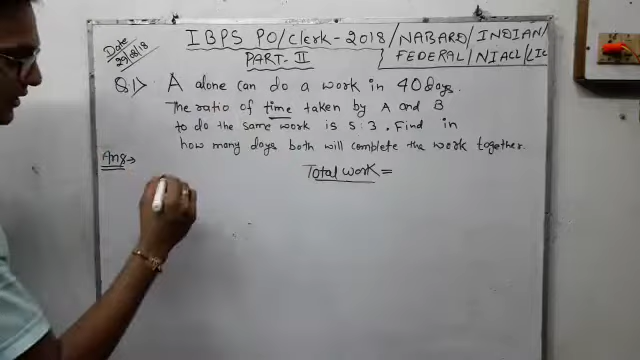 Date
29/08/18
IBPS PO/Clerk-2018/NABARD/INDIAN/
FEDERAL/NIACL/LIC
PART-II
Q1) A alone can do a work in 40 days.
The ratio of time taken by A and B
to do the same work is 5:3. Find in
how many days both will complete the work together.
Ans→
Total work =